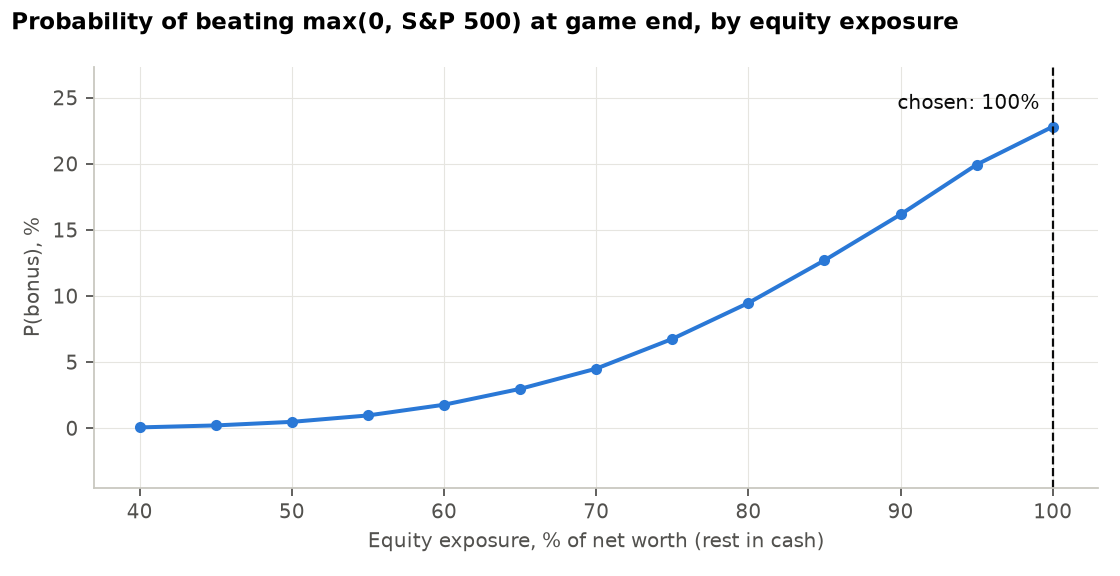 Probability of beating max(0, S&P 500) at game end, by equity exposure
chosen: 100%
25
20
15
10
5
0
P(bonus), %
40 50 60 70 80 90 100
Equity exposure, % of net worth (rest in cash)